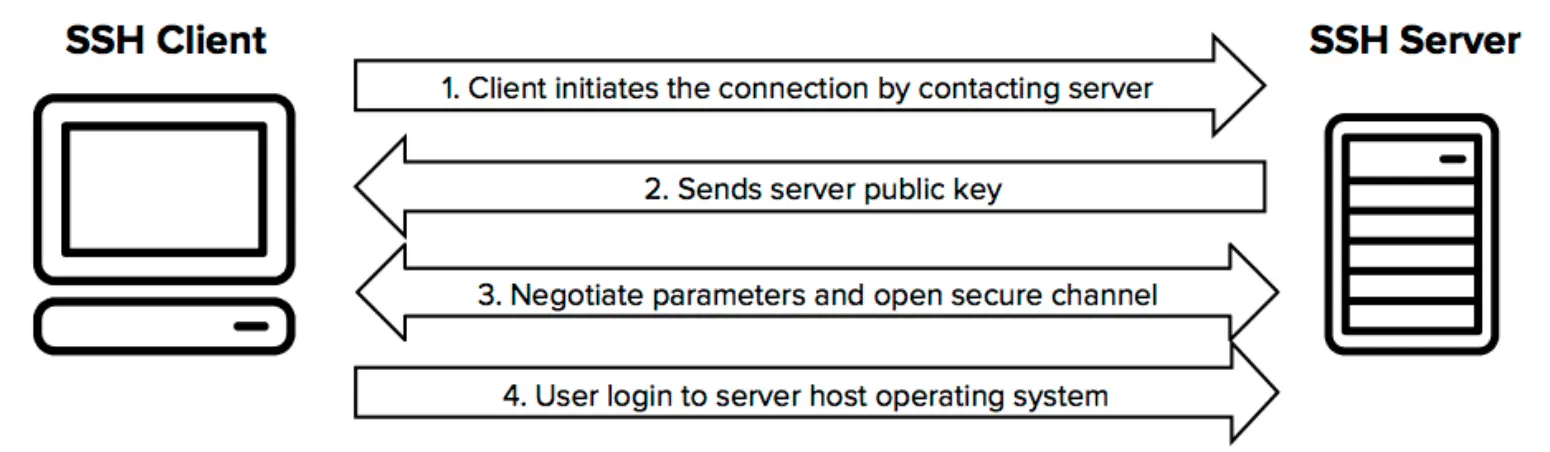 SSH Client
SSH Server
1. Client initiates the connection by contacting server
2. Sends server public key
3. Negotiate parameters and open secure channel
4. User login to server host operating system